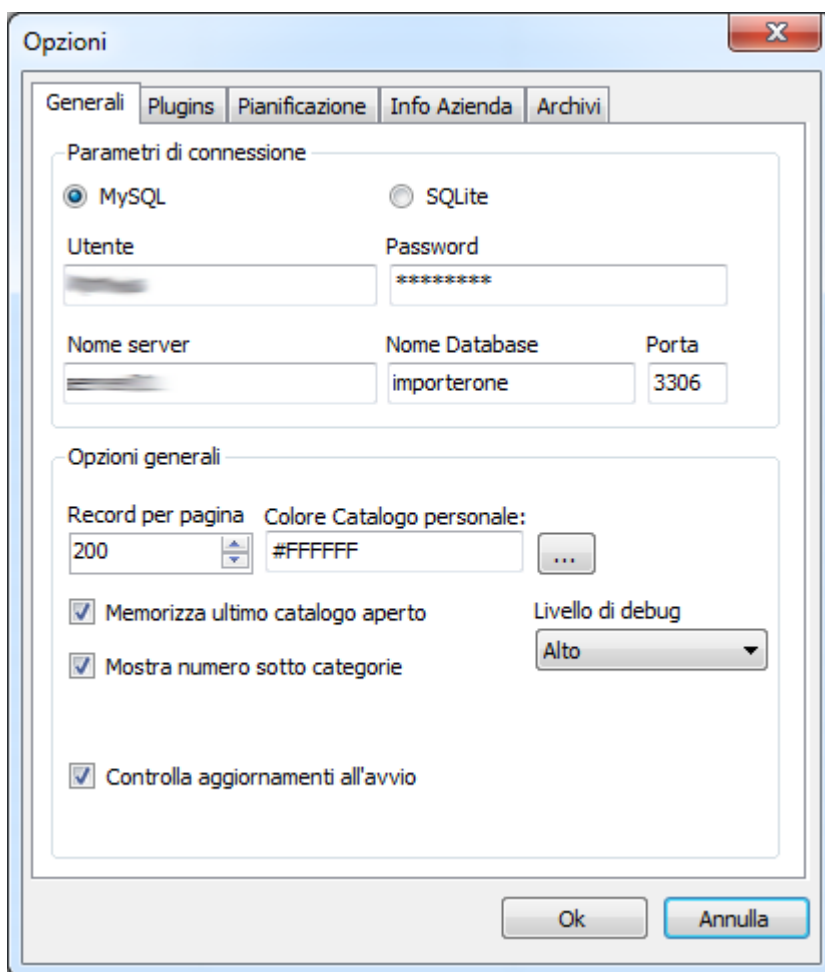 Opzioni
Generali Plugins Pianificazione Info Azienda Archivi
Parametri di connessione
MySQL SQLite
Utente Password
********
Nome server Nome Database Porta
importerone 3306
Opzioni generali
Record per pagina Colore Catalogo personale:
200 #FFFFFF ...
Memorizza ultimo catalogo aperto Livello di debug
Alto
Mostra numero sotto categorie
Controlla aggiornamenti all'avvio
Ok Annulla